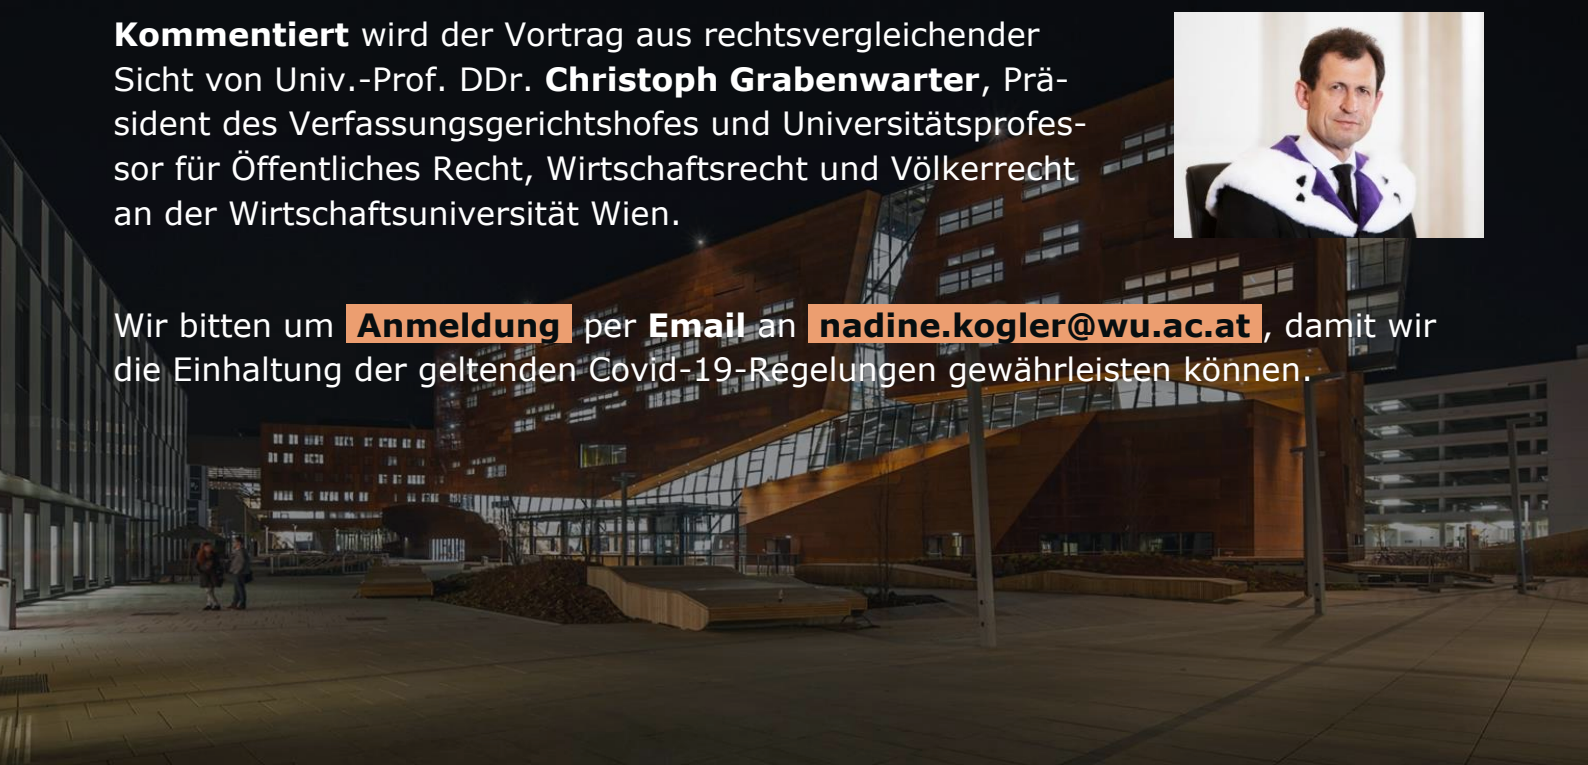 Kommentiert wird der Vortrag aus rechtsvergleichender
Sicht von Univ.-Prof. DDr. Christoph Grabenwarter, Prä-
sident des Verfassungsgerichtshofes und Universitätsprofes-
sor für Öffentliches Recht, Wirtschaftsrecht und Völkerrecht
an der Wirtschaftsuniversität Wien.
Wir bitten um Anmeldung per Email an nadine.kogler@wu.ac.at, damit wir
die Einhaltung der geltenden Covid-19-Regelungen gewährleisten können.